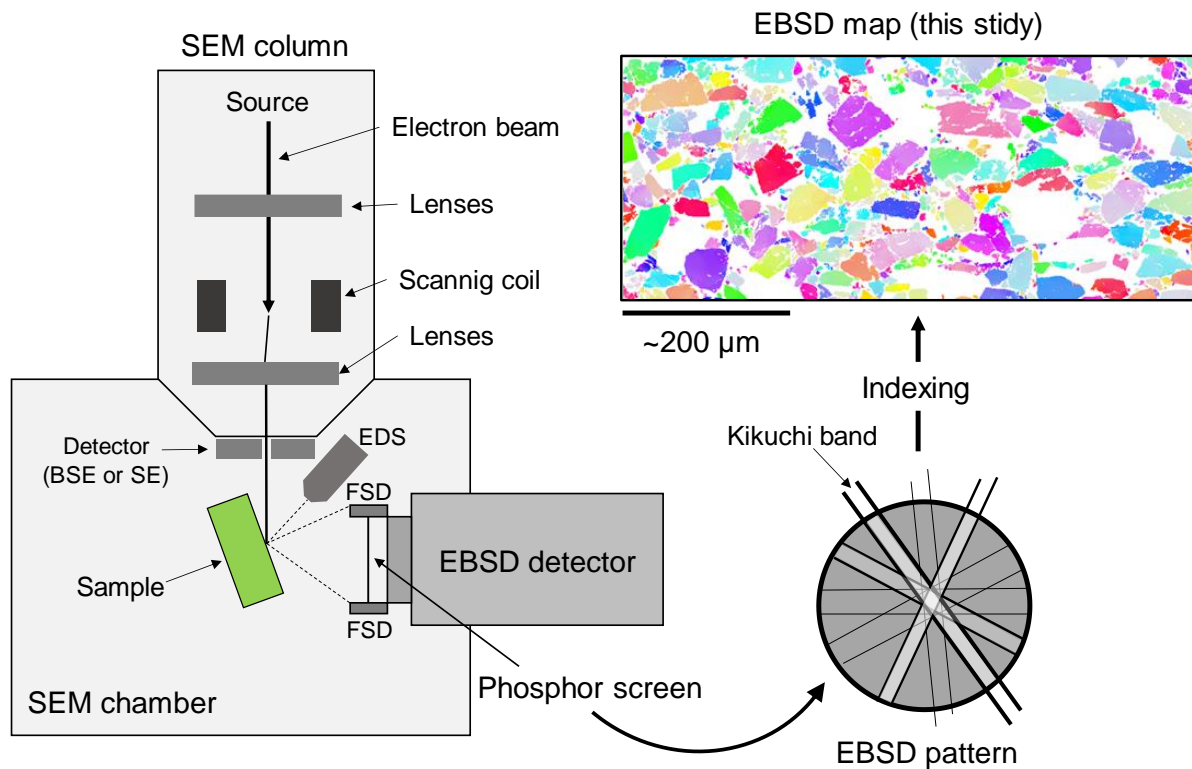 SEM column
Source
Electron beam
Lenses
Scannig coil
Lenses
Detector
(BSE or SE)
EDS
FSD
EBSD detector
Sample
FSD
Phosphor screen
SEM chamber
EBSD map (this stidy)
~200 μm
Indexing
Kikuchi band
EBSD pattern